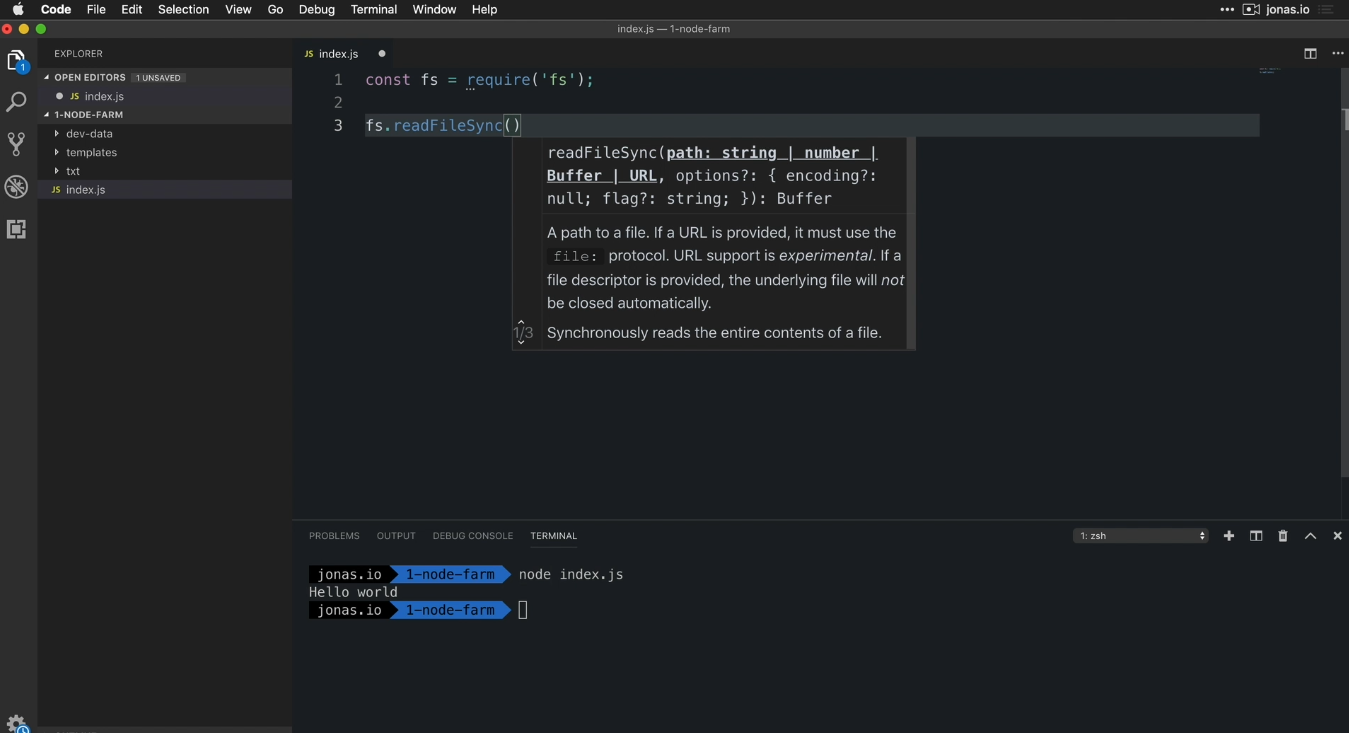 Code File Edit Selection View Go Debug Terminal Window Help ••• jonas.io
index.js — 1-node-farm
EXPLORER
OPEN EDITORS 1 UNSAVED
JS index.js
1-NODE-FARM
dev-data
templates
txt
JS index.js
1
JS index.js
1 const fs = require('fs');
2
3 fs.readFileSync()
readFileSync(path: string | number |
Buffer | URL, options?: { encoding?:
null; flag?: string; }): Buffer
A path to a file. If a URL is provided, it must use the
file: protocol. URL support is experimental. If a
file descriptor is provided, the underlying file will not
be closed automatically.
1/3 Synchronously reads the entire contents of a file.
PROBLEMS OUTPUT DEBUG CONSOLE TERMINAL 1: zsh
jonas.io 1-node-farm node index.js
Hello world
jonas.io 1-node-farm